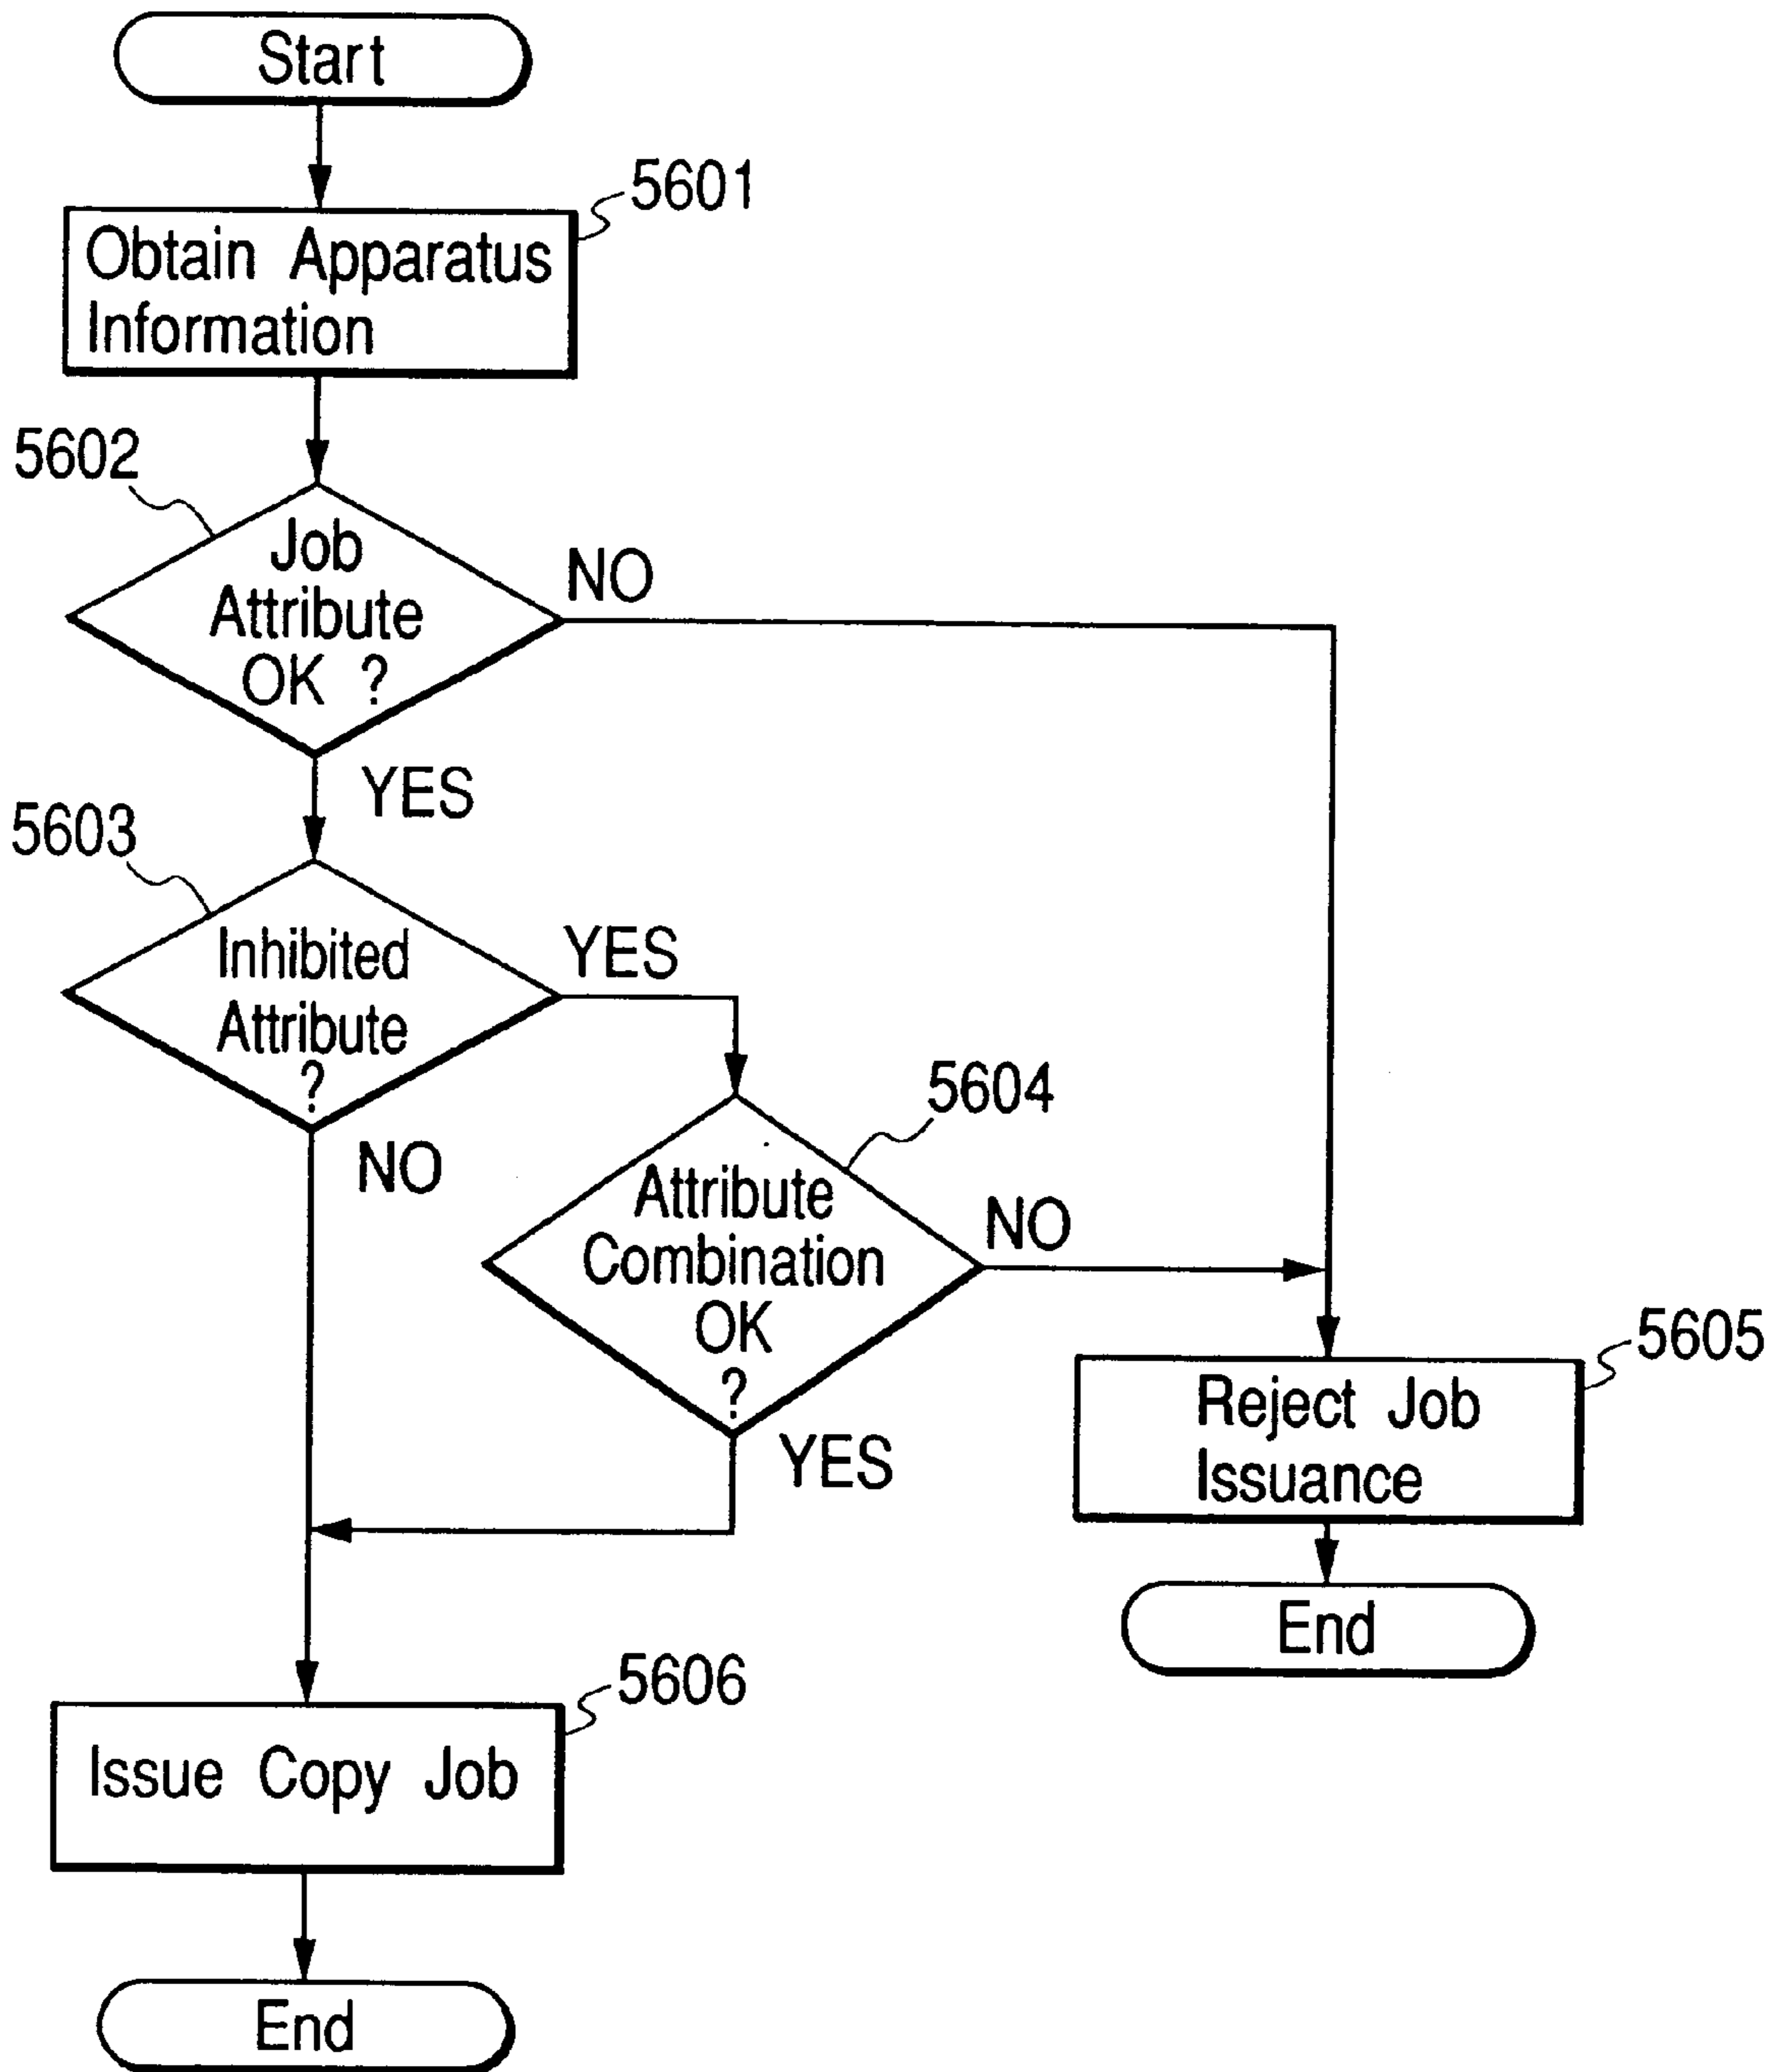 Start
5601
Obtain Apparatus
Information
5602
Job
Attribute
OK ?
NO
YES
5603
Inhibited
Attribute
?
YES
NO
5604
Attribute
Combination
OK
?
NO
YES
5605
Reject Job
Issuance
End
5606
Issue Copy Job
End